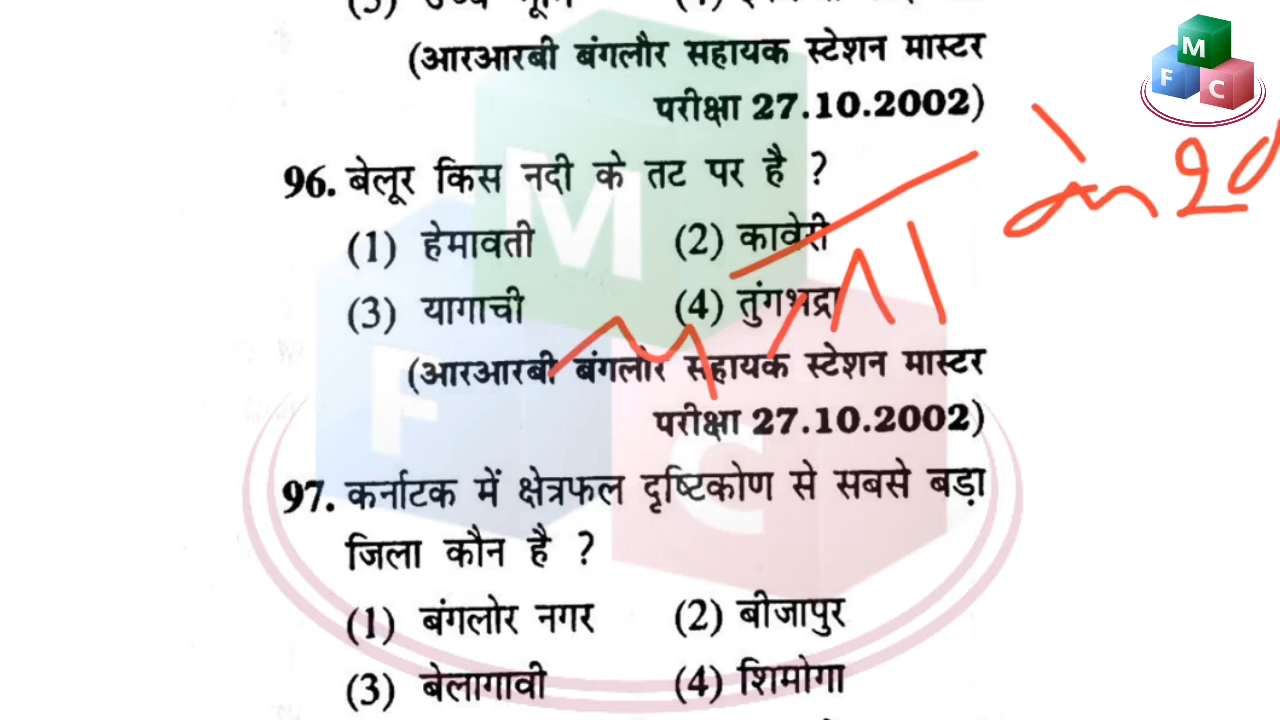 (आरआरबी बंगलौर सहायक स्टेशन मास्टर
परीक्षा 27.10.2002)
96. बेलूर किस नदी के तट पर है ?
(1) हेमावती (2) कावेरी
(3) यागाची (4) तुंगभद्रा
(आरआरबी बंगलोर सहायक स्टेशन मास्टर
परीक्षा 27.10.2002)
97. कर्नाटक में क्षेत्रफल दृष्टिकोण से सबसे बड़ा
जिला कौन है ?
(1) बंगलोर नगर (2) बीजापुर
(3) बेलागावी (4) शिमोगा
M
F C
M
F C